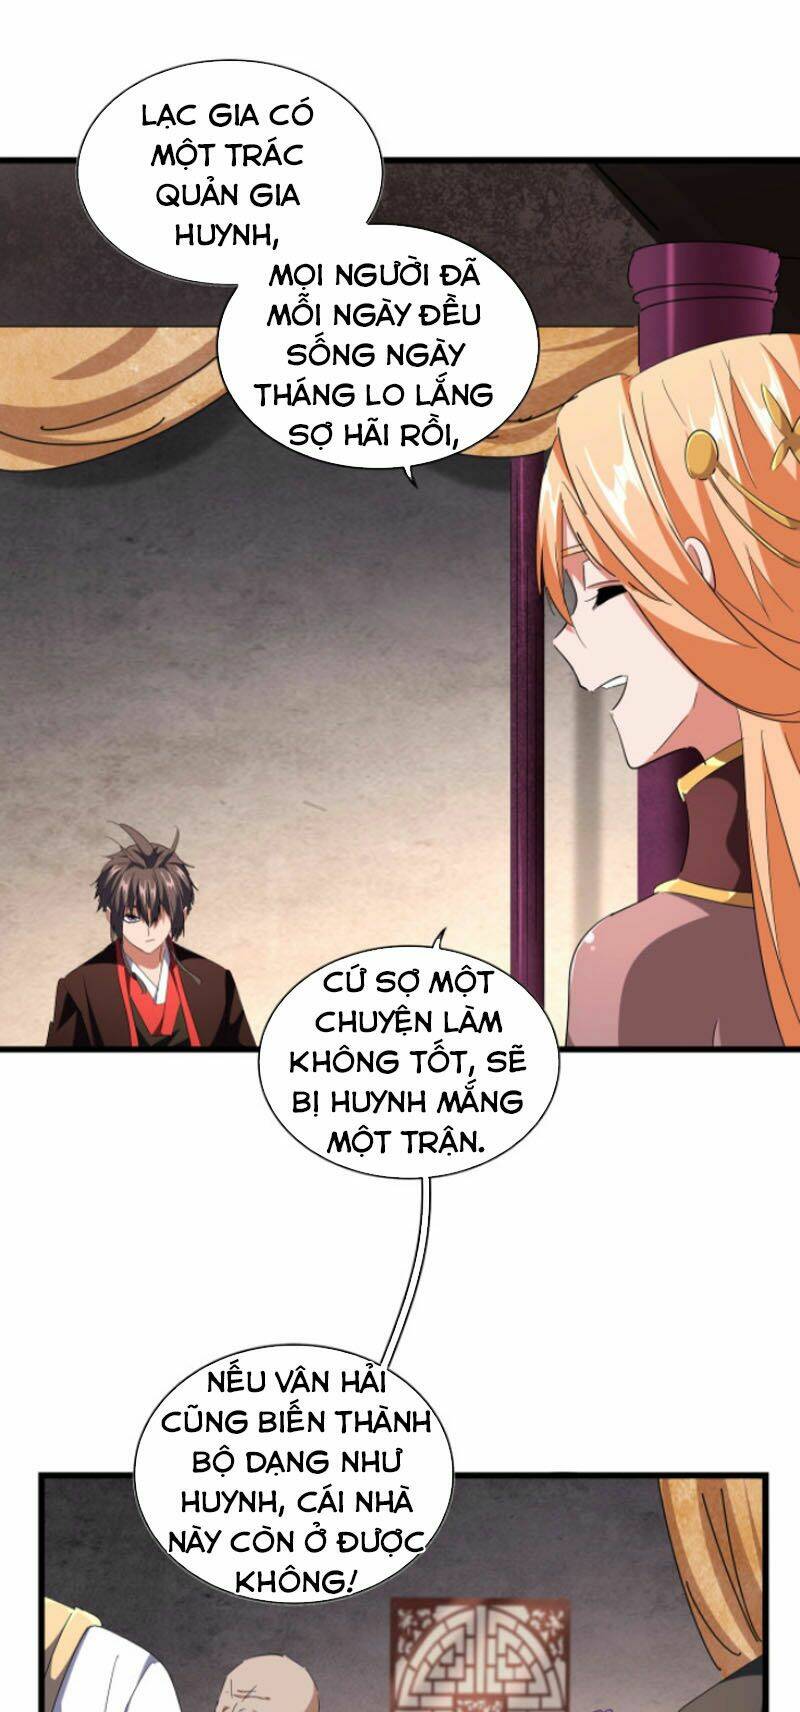 LẠC GIA CÓ
MỘT TRÁC
QUẢN GIA
HUYNH,
MỌI NGƯỜI ĐÃ
MỖI NGÀY ĐỀU
SỐNG NGÀY
THÁNG LO LẮNG
SỢ HÃI RỒI,
CỨ SỢ MỘT
CHUYỆN LÀM
KHÔNG TỐT, SẼ
BỊ HUYNH MẮNG
MỘT TRẬN.
NẾU VÂN HẢI
CŨNG BIẾN THÀNH
BỘ DẠNG NHƯ
HUYNH, CÁI NHÀ
NÀY CÒN Ở ĐƯỢC
KHÔNG!